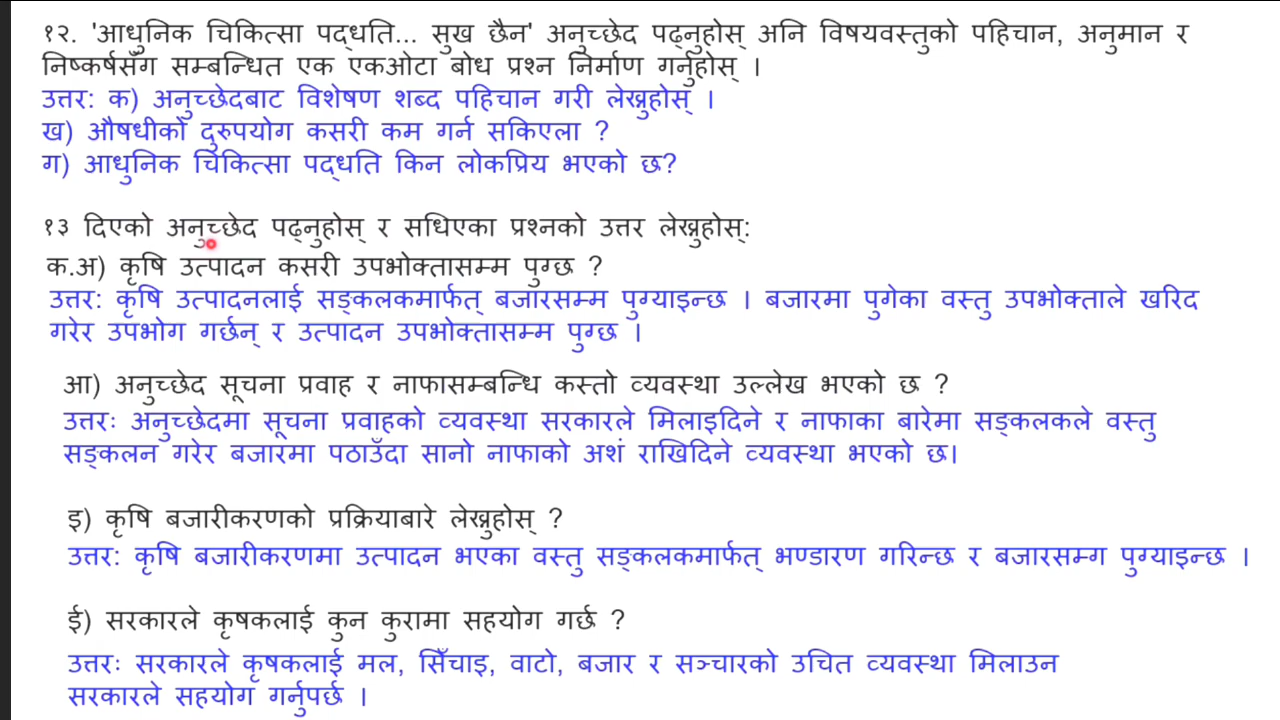 १२. 'आधुनिक चिकित्सा पद्धति... सुख छैन' अनुच्छेद पढ्नुहोस् अनि विषयवस्तुको पहिचान, अनुमान र
निष्कर्षसँग सम्बन्धित एक एकओटा बोध प्रश्न निर्माण गर्नुहोस् ।
उत्तर: क) अनुच्छेदबाट विशेषण शब्द पहिचान गरी लेख्नुहोस् ।
ख) औषधीको दुरुपयोग कसरी कम गर्न सकिएला ?
ग) आधुनिक चिकित्सा पद्धति किन लोकप्रिय भएको छ?
१३ दिएको अनुच्छेद पढ्नुहोस् र सधिएका प्रश्नको उत्तर लेख्नुहोस्:
क.अ) कृषि उत्पादन कसरी उपभोक्तासम्म पुग्छ ?
उत्तर: कृषि उत्पादनलाई सङ्कलकमार्फत् बजारसम्म पुग्याइन्छ । बजारमा पुगेका वस्तु उपभोक्ताले खरिद
गरेर उपभोग गर्छन् र उत्पादन उपभोक्तासम्म पुग्छ ।
आ) अनुच्छेद सूचना प्रवाह र नाफासम्बन्धि कस्तो व्यवस्था उल्लेख भएको छ ?
उत्तरः अनुच्छेदमा सूचना प्रवाहको व्यवस्था सरकारले मिलाइदिने र नाफाका बारेमा सङ्कलकले वस्तु
सङ्कलन गरेर बजारमा पठाउँदा सानो नाफाको अशं राखिदिने व्यवस्था भएको छ।
इ) कृषि बजारीकरणको प्रक्रियाबारे लेख्नुहोस् ?
उत्तर: कृषि बजारीकरणमा उत्पादन भएका वस्तु सङ्कलकमार्फत् भण्डारण गरिन्छ र बजारसम्ग पुग्याइन्छ ।
ई) सरकारले कृषकलाई कुन कुरामा सहयोग गर्छ ?
उत्तरः सरकारले कृषकलाई मल, सिँचाइ, वाटो, बजार र सञ्चारको उचित व्यवस्था मिलाउन
सरकारले सहयोग गर्नुपर्छ ।